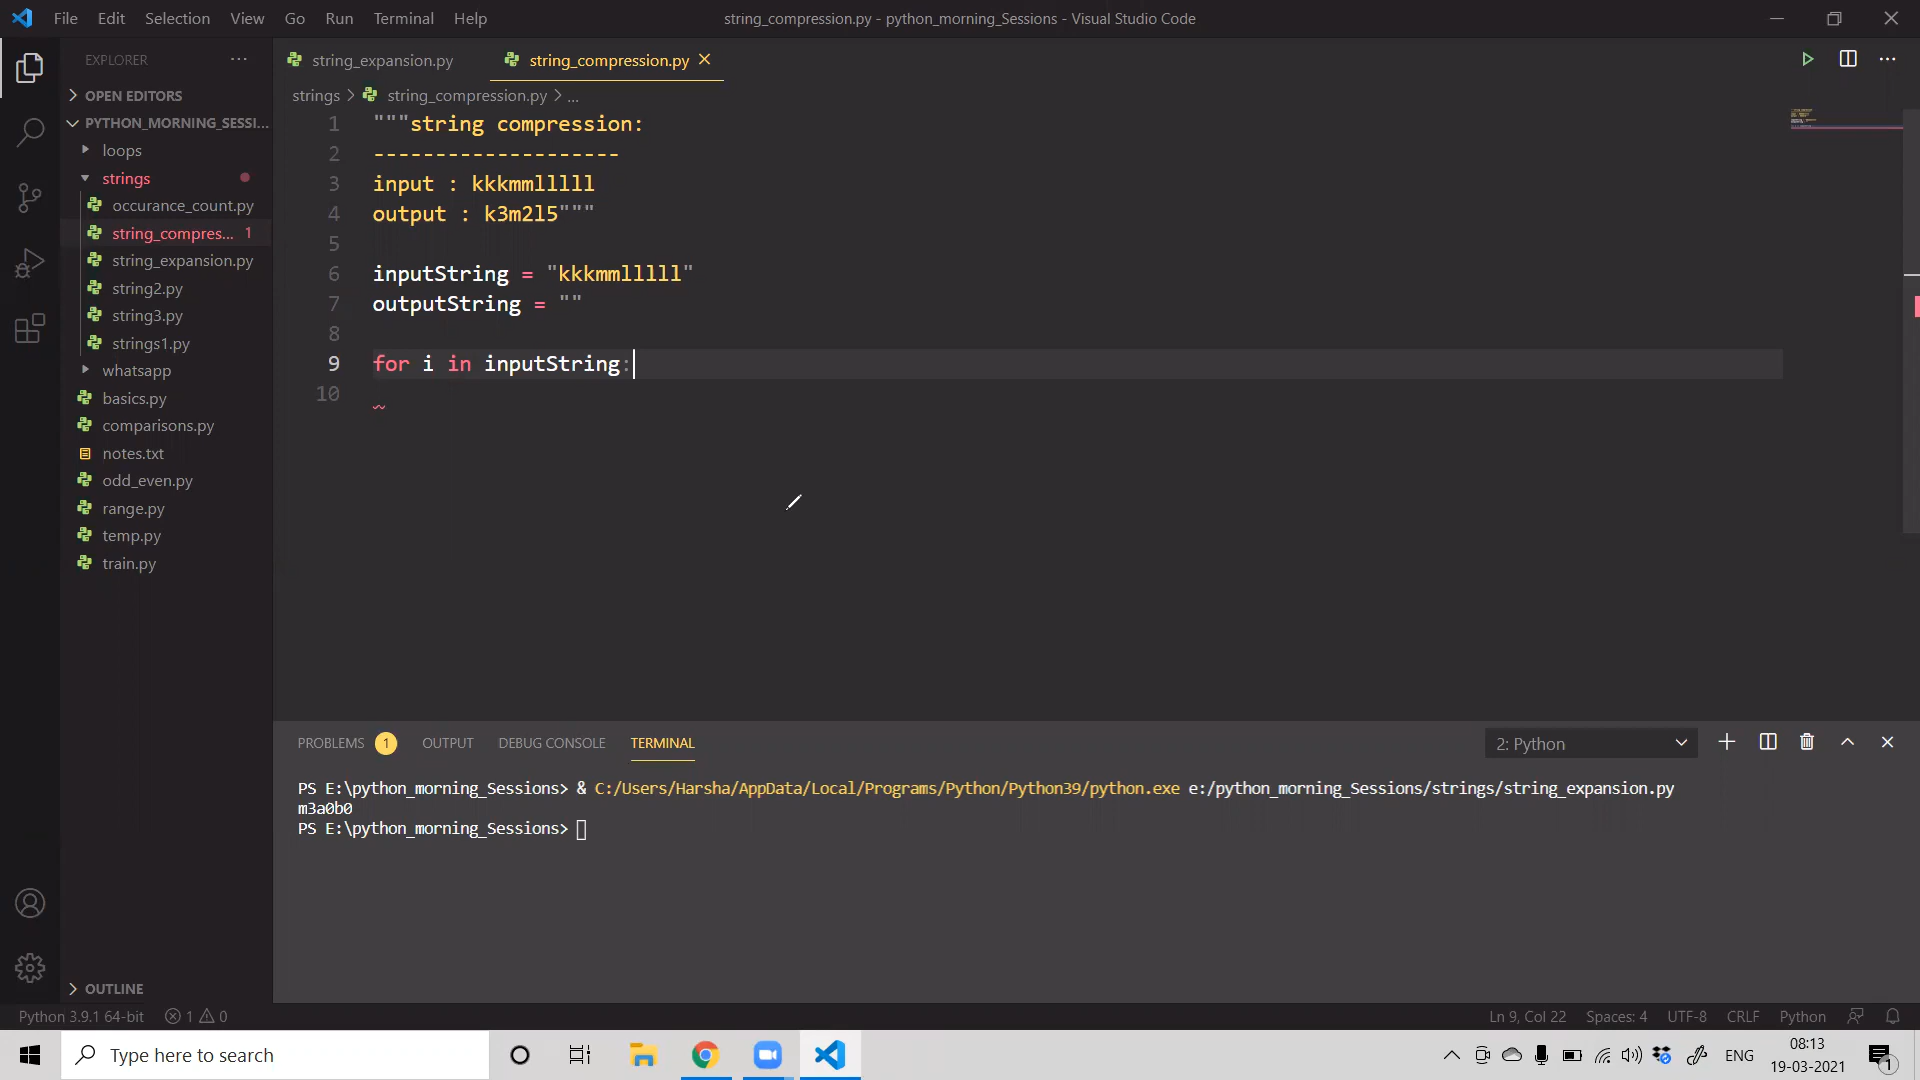 File Edit Selection View Go Run Terminal Help
string_compression.py - python_morning_Sessions - Visual Studio Code
EXPLORER ...
OPEN EDITORS
PYTHON_MORNING_SESSI...
loops
strings
occurance_count.py
string_compres... 1
string_expansion.py
string2.py
string3.py
strings1.py
whatsapp
basics.py
comparisons.py
notes.txt
odd_even.py
range.py
temp.py
train.py
OUTLINE
string_expansion.py string_compression.py
strings > string_compression.py > ...
1 """string compression:
2 --------------------
3 input : kkkmmlllll
4 output : k3m2l5"""
5
6 inputString = "kkkmmlllll"
7 outputString = ""
8
9 for i in inputString:
10
PROBLEMS 1 OUTPUT DEBUG CONSOLE TERMINAL
2: Python
PS E:\python_morning_Sessions> & C:/Users/Harsha/AppData/Local/Programs/Python/Python39/python.exe e:/python_morning_Sessions/strings/string_expansion.py
m3a0b0
PS E:\python_morning_Sessions>
Python 3.9.1 64-bit 1 0
Ln 9, Col 22 Spaces: 4 UTF-8 CRLF Python
Type here to search
ENG
08:13
19-03-2021
1